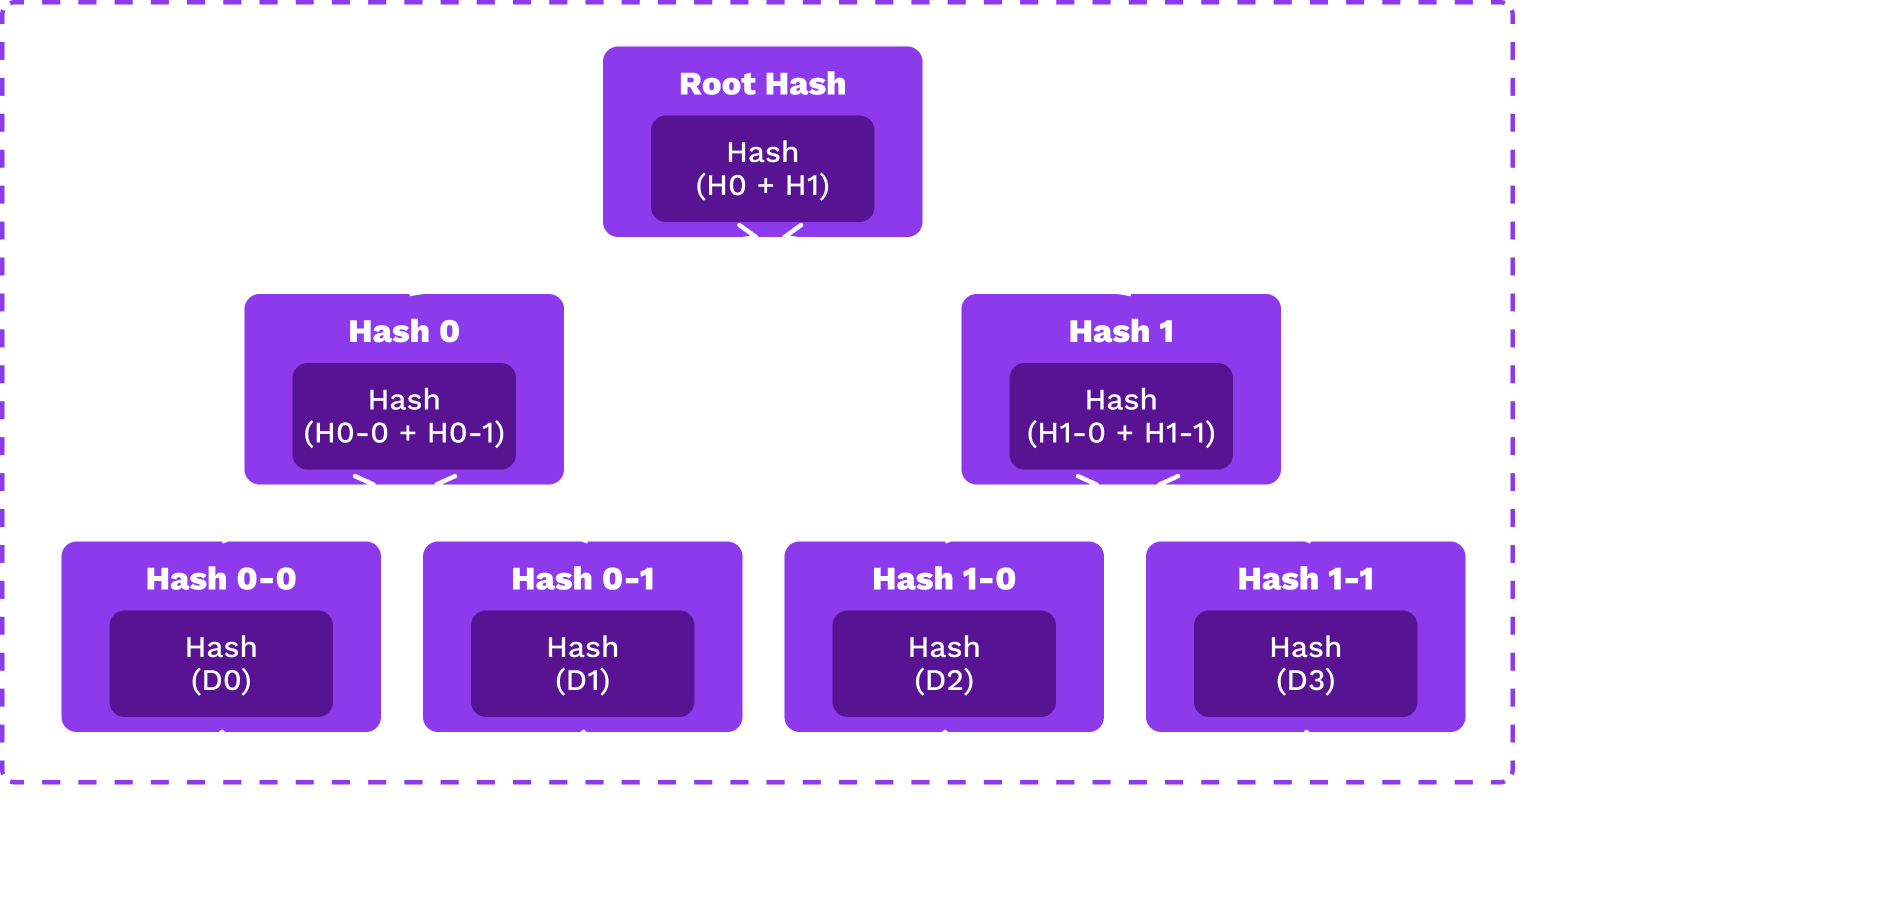 Root Hash
Hash
(H0 + H1)
Hash 0
Hash
(H0-0 + H0-1)
Hash 1
Hash
(H1-0 + H1-1)
Hash 0-0
Hash
(D0)
Hash 0-1
Hash
(D1)
Hash 1-0
Hash
(D2)
Hash 1-1
Hash
(D3)